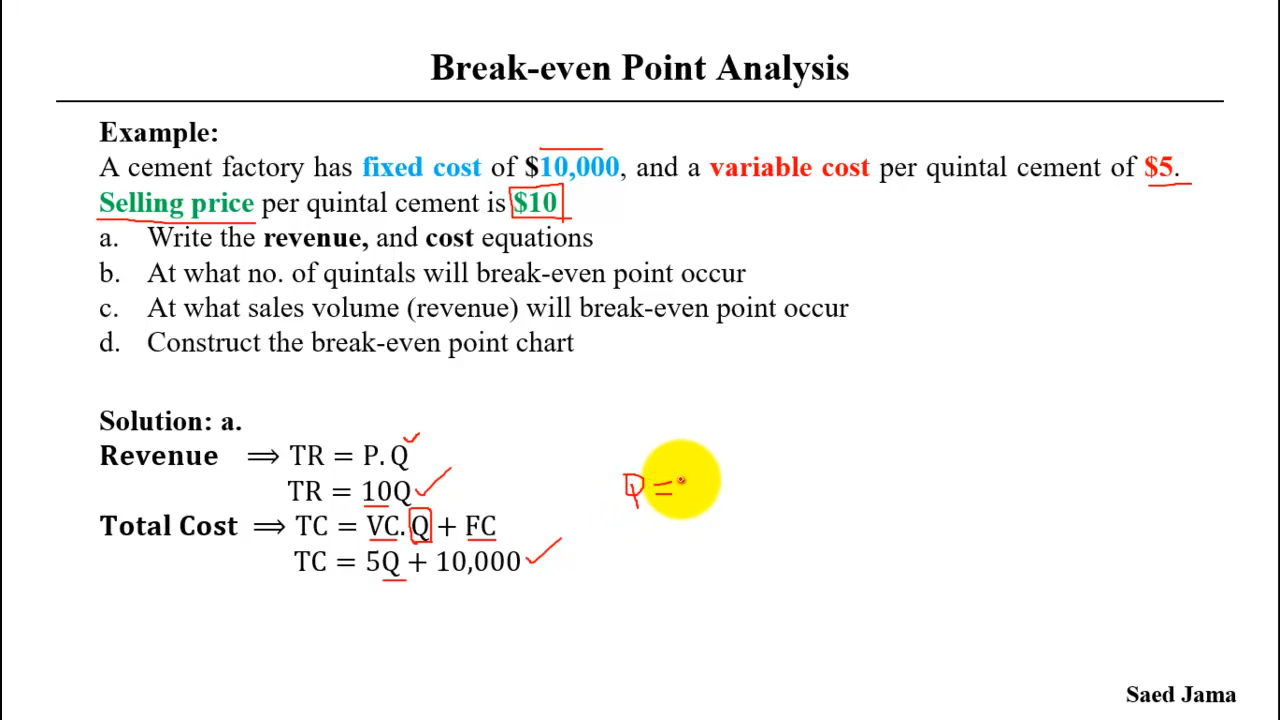 Break-even Point Analysis
Example:
A cement factory has fixed cost of $10,000, and a variable cost per quintal cement of $5.
Selling price per quintal cement is $10
a. Write the revenue, and cost equations
b. At what no. of quintals will break-even point occur
c. At what sales volume (revenue) will break-even point occur
d. Construct the break-even point chart
Solution: a.
Revenue ⟹ TR = P. Q
TR = 10Q
Total Cost ⟹ TC = VC. Q + FC
TC = 5Q + 10,000
Saed Jama